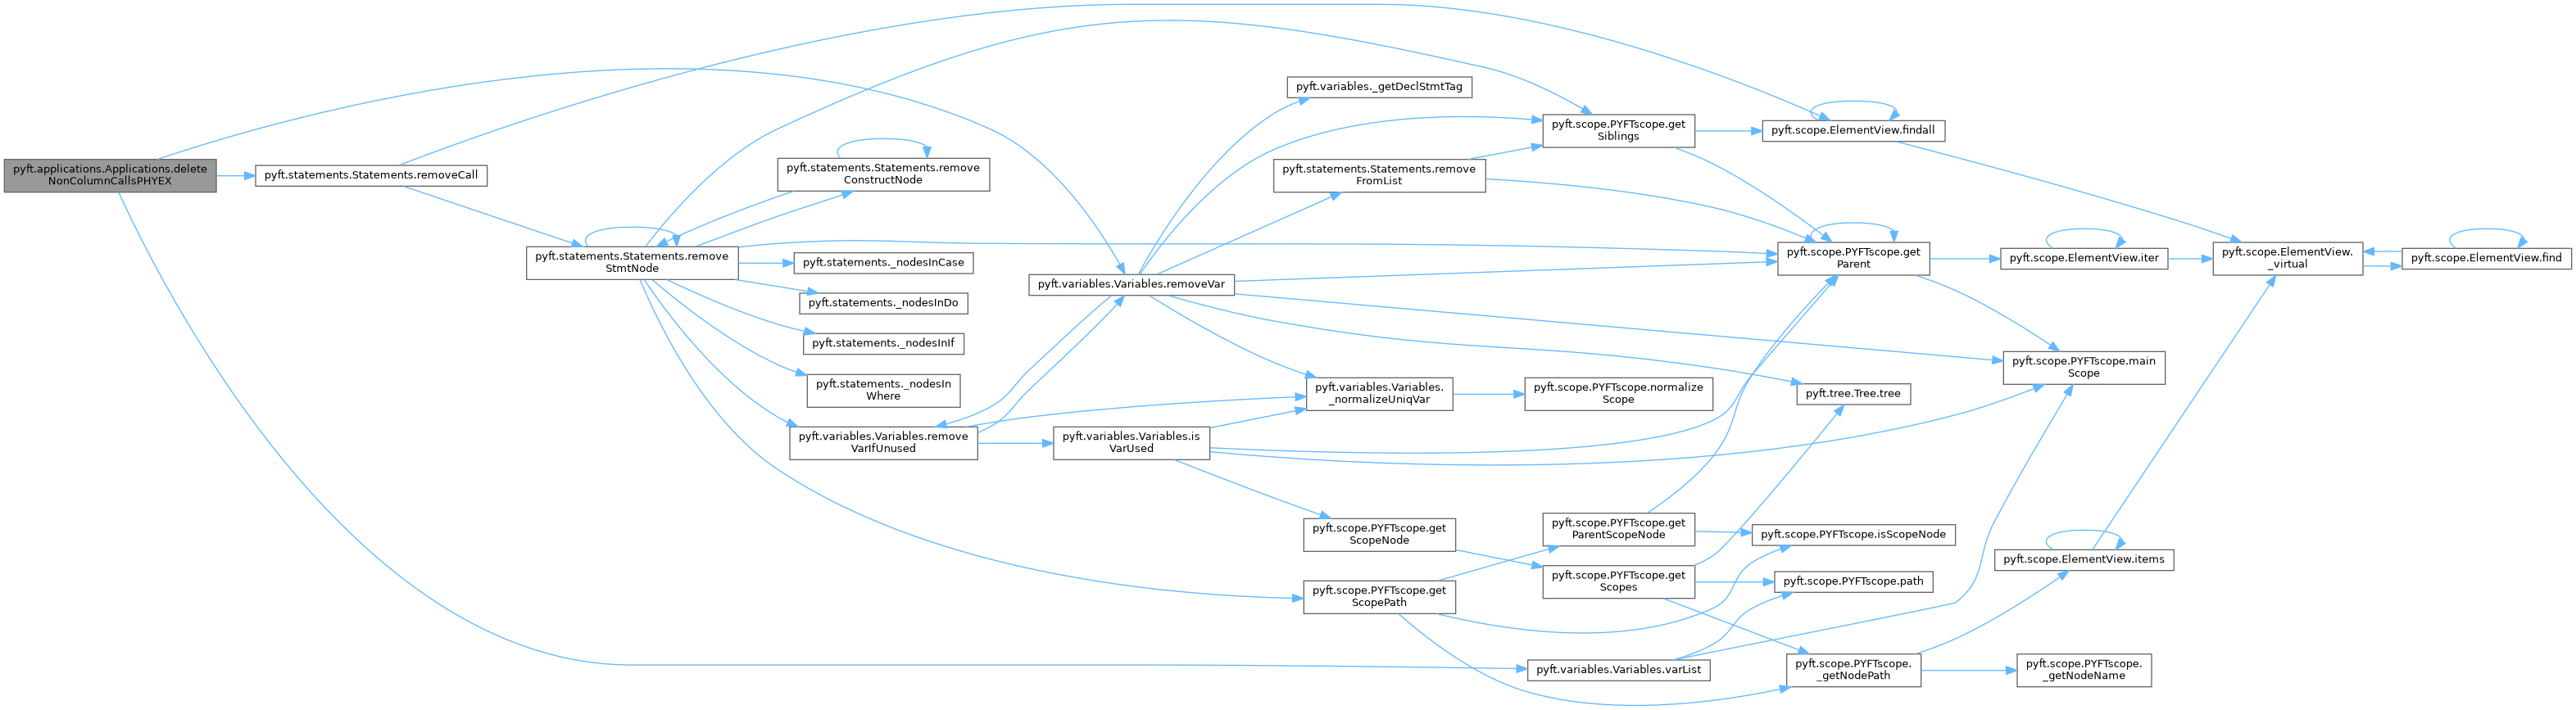 pyft.applications.Applications.delete
NonColumnCallsPHYEX
pyft.statements.Statements.removeCall
pyft.statements.Statements.remove
StmtNode
pyft.statements.Statements.remove
ConstructNode
pyft.statements._nodesInCase
pyft.statements._nodesInDo
pyft.statements._nodesInIf
pyft.statements._nodesIn
Where
pyft.variables.Variables.remove
VarIfUnused
pyft.variables.Variables.removeVar
pyft.variables.Variables.is
VarUsed
pyft.variables._getDeclStmtTag
pyft.statements.Statements.remove
FromList
pyft.variables.Variables.
_normalizeUniqVar
pyft.scope.PYFTscope.get
ScopeNode
pyft.scope.PYFTscope.get
ScopePath
pyft.scope.PYFTscope.get
Siblings
pyft.scope.PYFTscope.normalize
Scope
pyft.scope.PYFTscope.get
ParentScopeNode
pyft.scope.PYFTscope.get
Scopes
pyft.variables.Variables.varList
pyft.scope.ElementView.findall
pyft.scope.PYFTscope.get
Parent
pyft.tree.Tree.tree
pyft.scope.PYFTscope.isScopeNode
pyft.scope.PYFTscope.path
pyft.scope.PYFTscope.
_getNodePath
pyft.scope.ElementView.iter
pyft.scope.PYFTscope.main
Scope
pyft.scope.ElementView.items
pyft.scope.PYFTscope.
_getNodeName
pyft.scope.ElementView.
_virtual
pyft.scope.ElementView.find